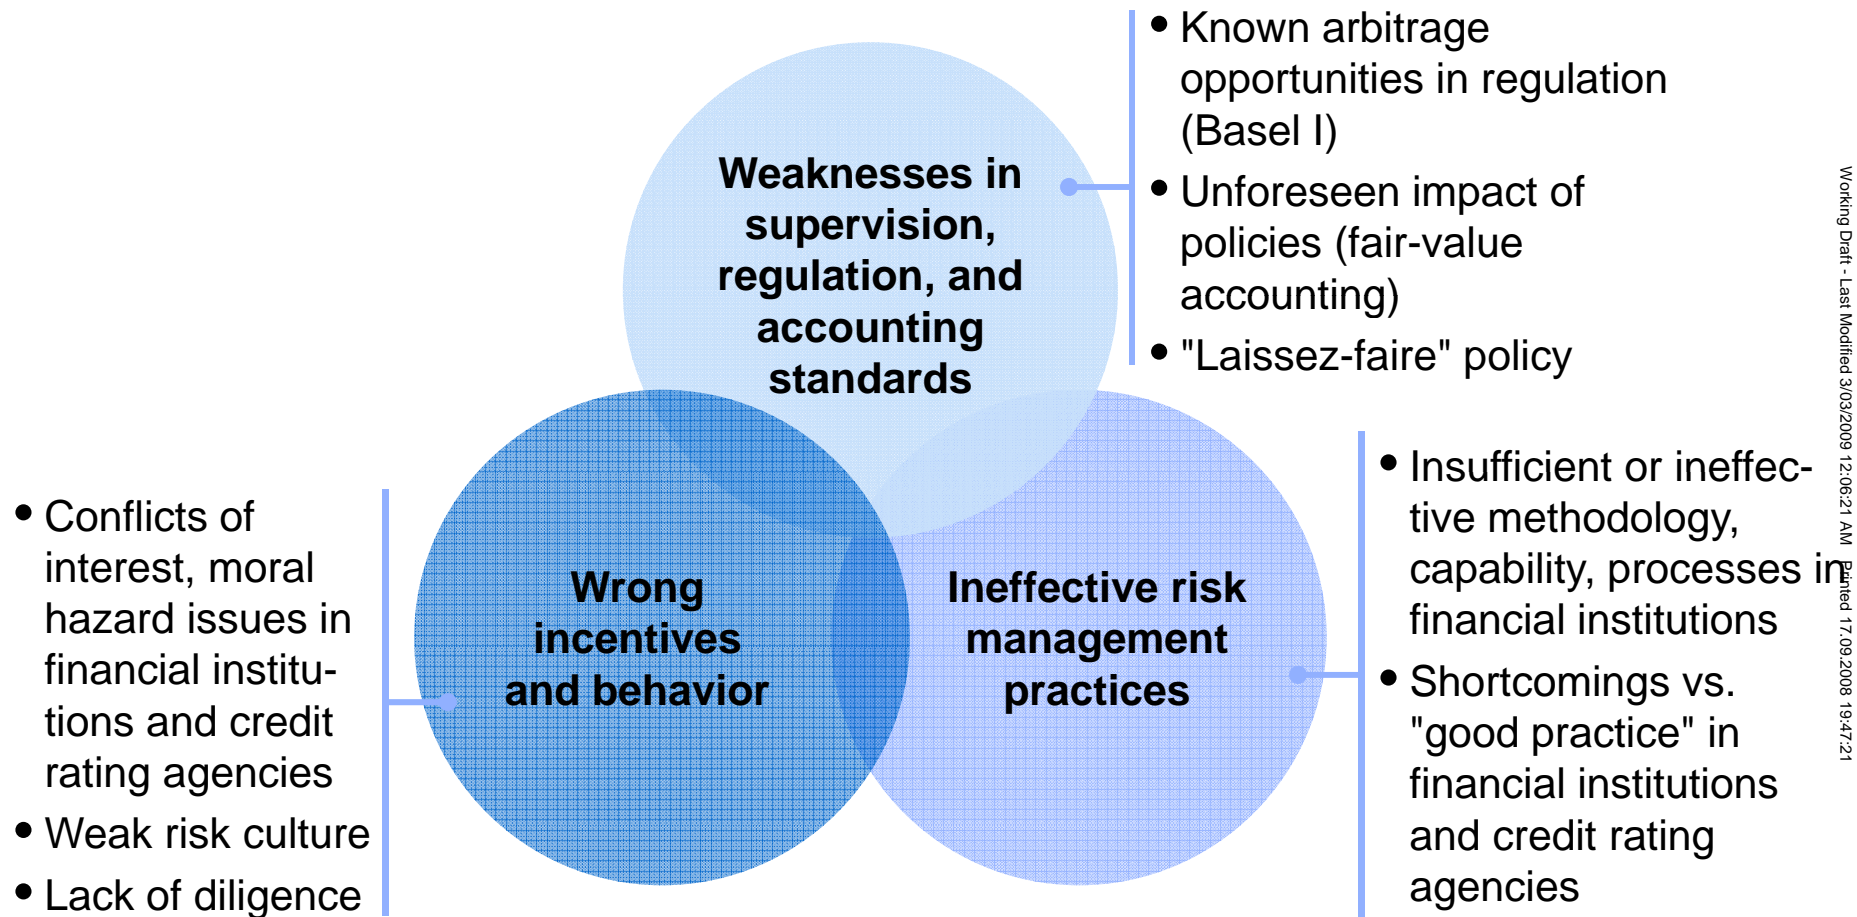 Weaknesses in
supervision,
regulation, and
accounting
standards
• Known arbitrage
opportunities in regulation
(Basel I)
• Unforeseen impact of
policies (fair-value
accounting)
• "Laissez-faire" policy
• Conflicts of
interest, moral
hazard issues in
financial institu-
tions and credit
rating agencies
• Weak risk culture
• Lack of diligence
Wrong
incentives
and behavior
Ineffective risk
management
practices
• Insufficient or ineffec-
tive methodology,
capability, processes in
financial institutions
• Shortcomings vs.
"good practice" in
financial institutions
and credit rating
agencies
Working Draft - Last Modified 3/03/2009 12:06:21 AM Printed 17.09.2008 19:47:21